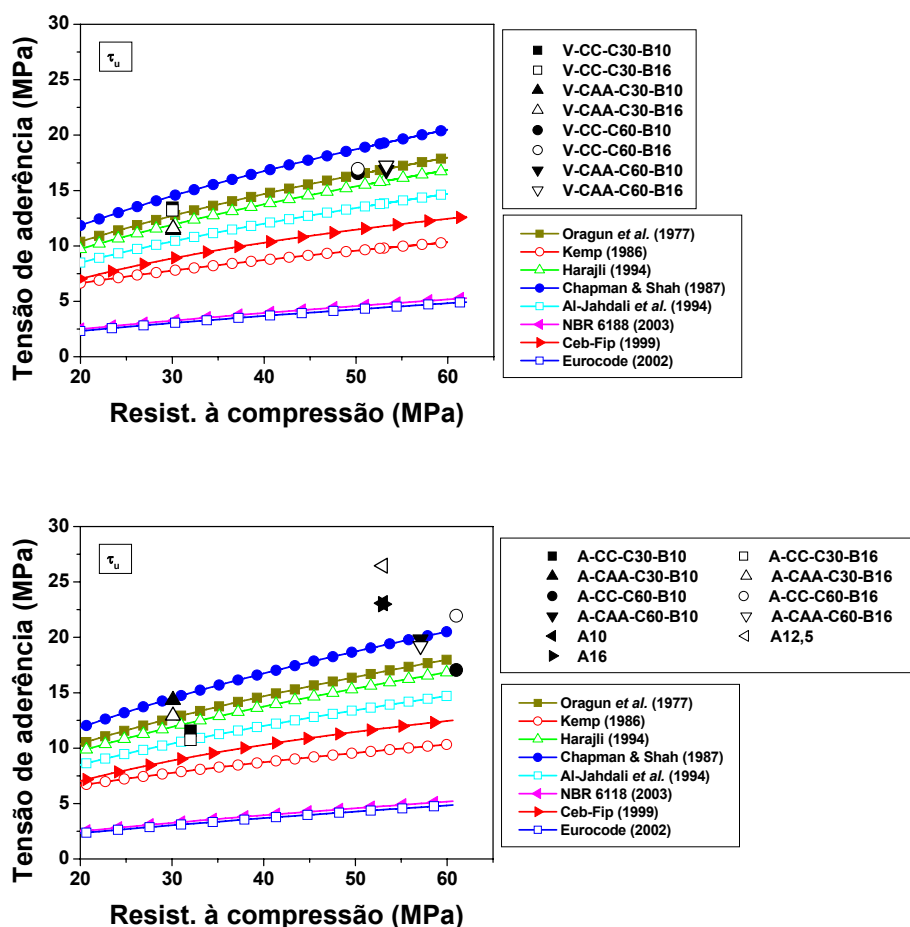 30
25
20
15
10
5
0
20 30 40 50 60
τu
Tensão de aderência (MPa)
Resist. à compressão (MPa)
V-CC-C30-B10
V-CC-C30-B16
V-CAA-C30-B10
V-CAA-C30-B16
V-CC-C60-B10
V-CC-C60-B16
V-CAA-C60-B10
V-CAA-C60-B16
Oragun et al. (1977)
Kemp (1986)
Harajli (1994)
Chapman & Shah (1987)
Al-Jahdali et al. (1994)
NBR 6188 (2003)
Ceb-Fip (1999)
Eurocode (2002)
30
25
20
15
10
5
0
20 30 40 50 60
τu
Tensão de aderência (MPa)
Resist. à compressão (MPa)
A-CC-C30-B10 A-CC-C30-B16
A-CAA-C30-B10 A-CAA-C30-B16
A-CC-C60-B10 A-CC-C60-B16
A-CAA-C60-B10 A-CAA-C60-B16
A10 A12,5
A16
Oragun et al. (1977)
Kemp (1986)
Harajli (1994)
Chapman & Shah (1987)
Al-Jahdali et al. (1994)
NBR 6118 (2003)
Ceb-Fip (1999)
Eurocode (2002)